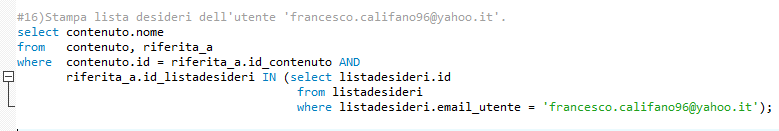 #16)Stampa lista desideri dell'utente 'francesco.califano96@yahoo.it'.
select contenuto.nome
from   contenuto, riferita_a
where  contenuto.id = riferita_a.id_contenuto AND
       riferita_a.id_listadesideri IN (select listadesideri.id
                                       from listadesideri
                                       where listadesideri.email_utente = 'francesco.califano96@yahoo.it');